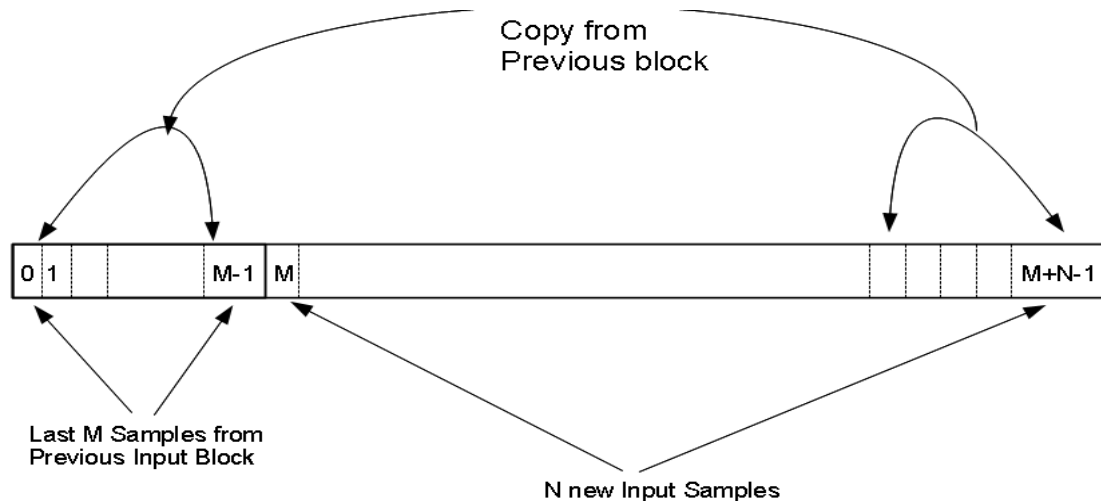 Copy from
Previous block
0 1 M-1 M M+N-1
Last M Samples from
Previous Input Block
N new Input Samples